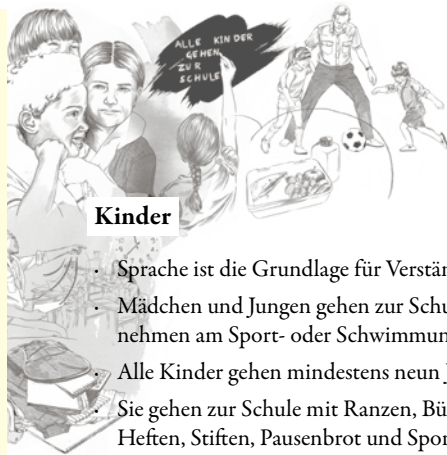 ALLE KINDER
GEHEN
ZUR
SCHULE
Kinder
· Sprache ist die Grundlage für
· Mädchen und Jungen gehen zur
nehmen am Sport- oder
· Alle Kinder gehen mindestens neun
· Sie gehen zur Schule mit Ranzen,
Heften, Stiften, Pausenbrot und